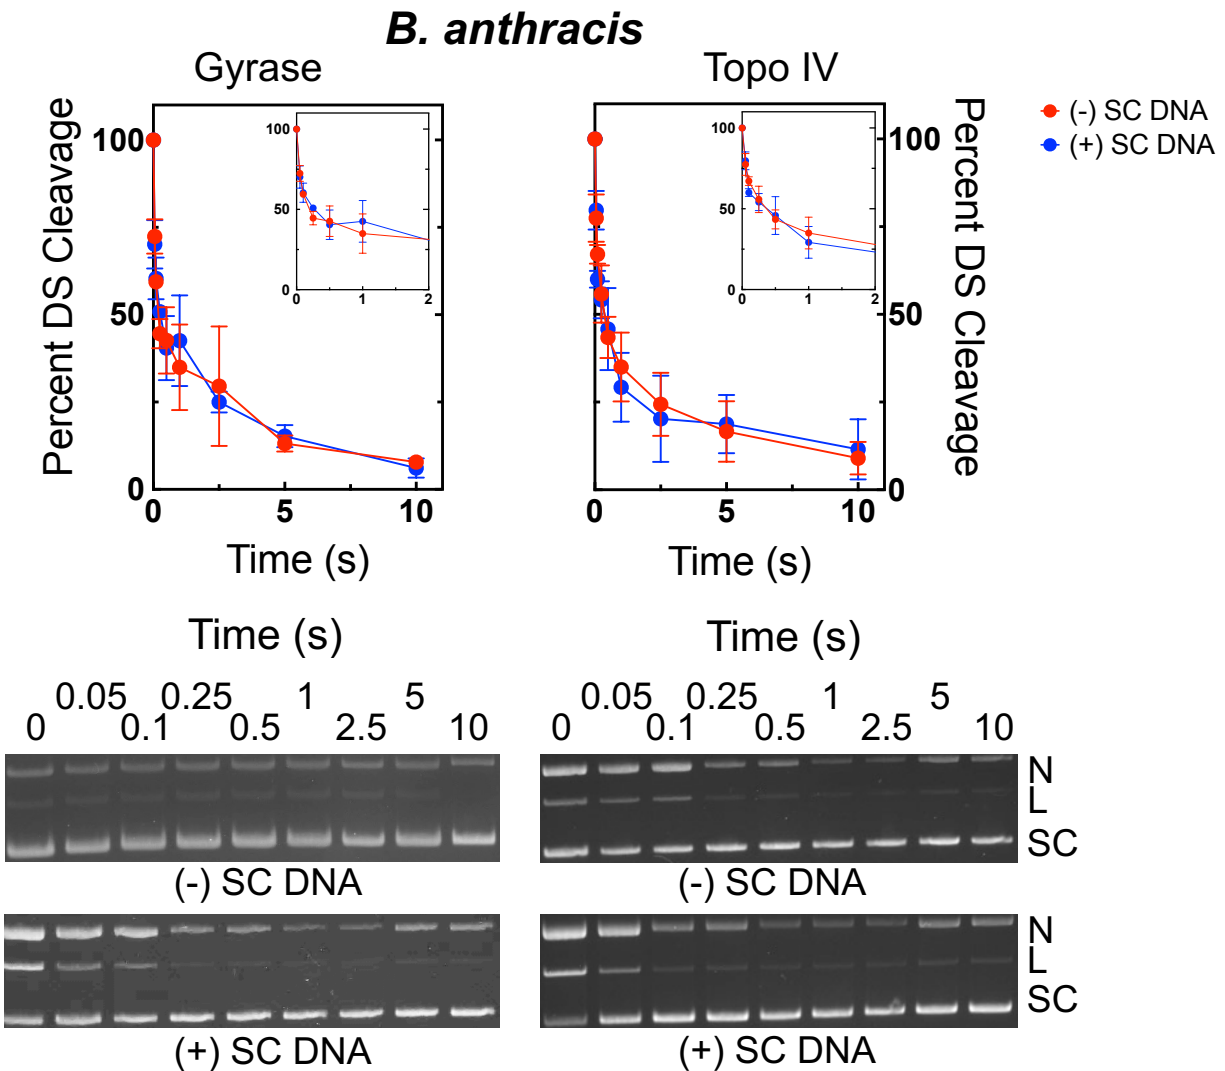 B. anthracis
Gyrase
Topo IV
Percent DS Cleavage
100
50
0
0 5 10
Time (s)
100
50
0
0 1 2
100
50
0
0 5 10
Time (s)
Percent DS Cleavage
100
50
0
0 1 2
(-) SC DNA
(+) SC DNA
Time (s)
0.05 0.25 1 5
0 0.1 0.5 2.5 10
(-) SC DNA
(+) SC DNA
Time (s)
0.05 0.25 1 5
0 0.1 0.5 2.5 10
N
L
SC
(-) SC DNA
N
L
SC
(+) SC DNA